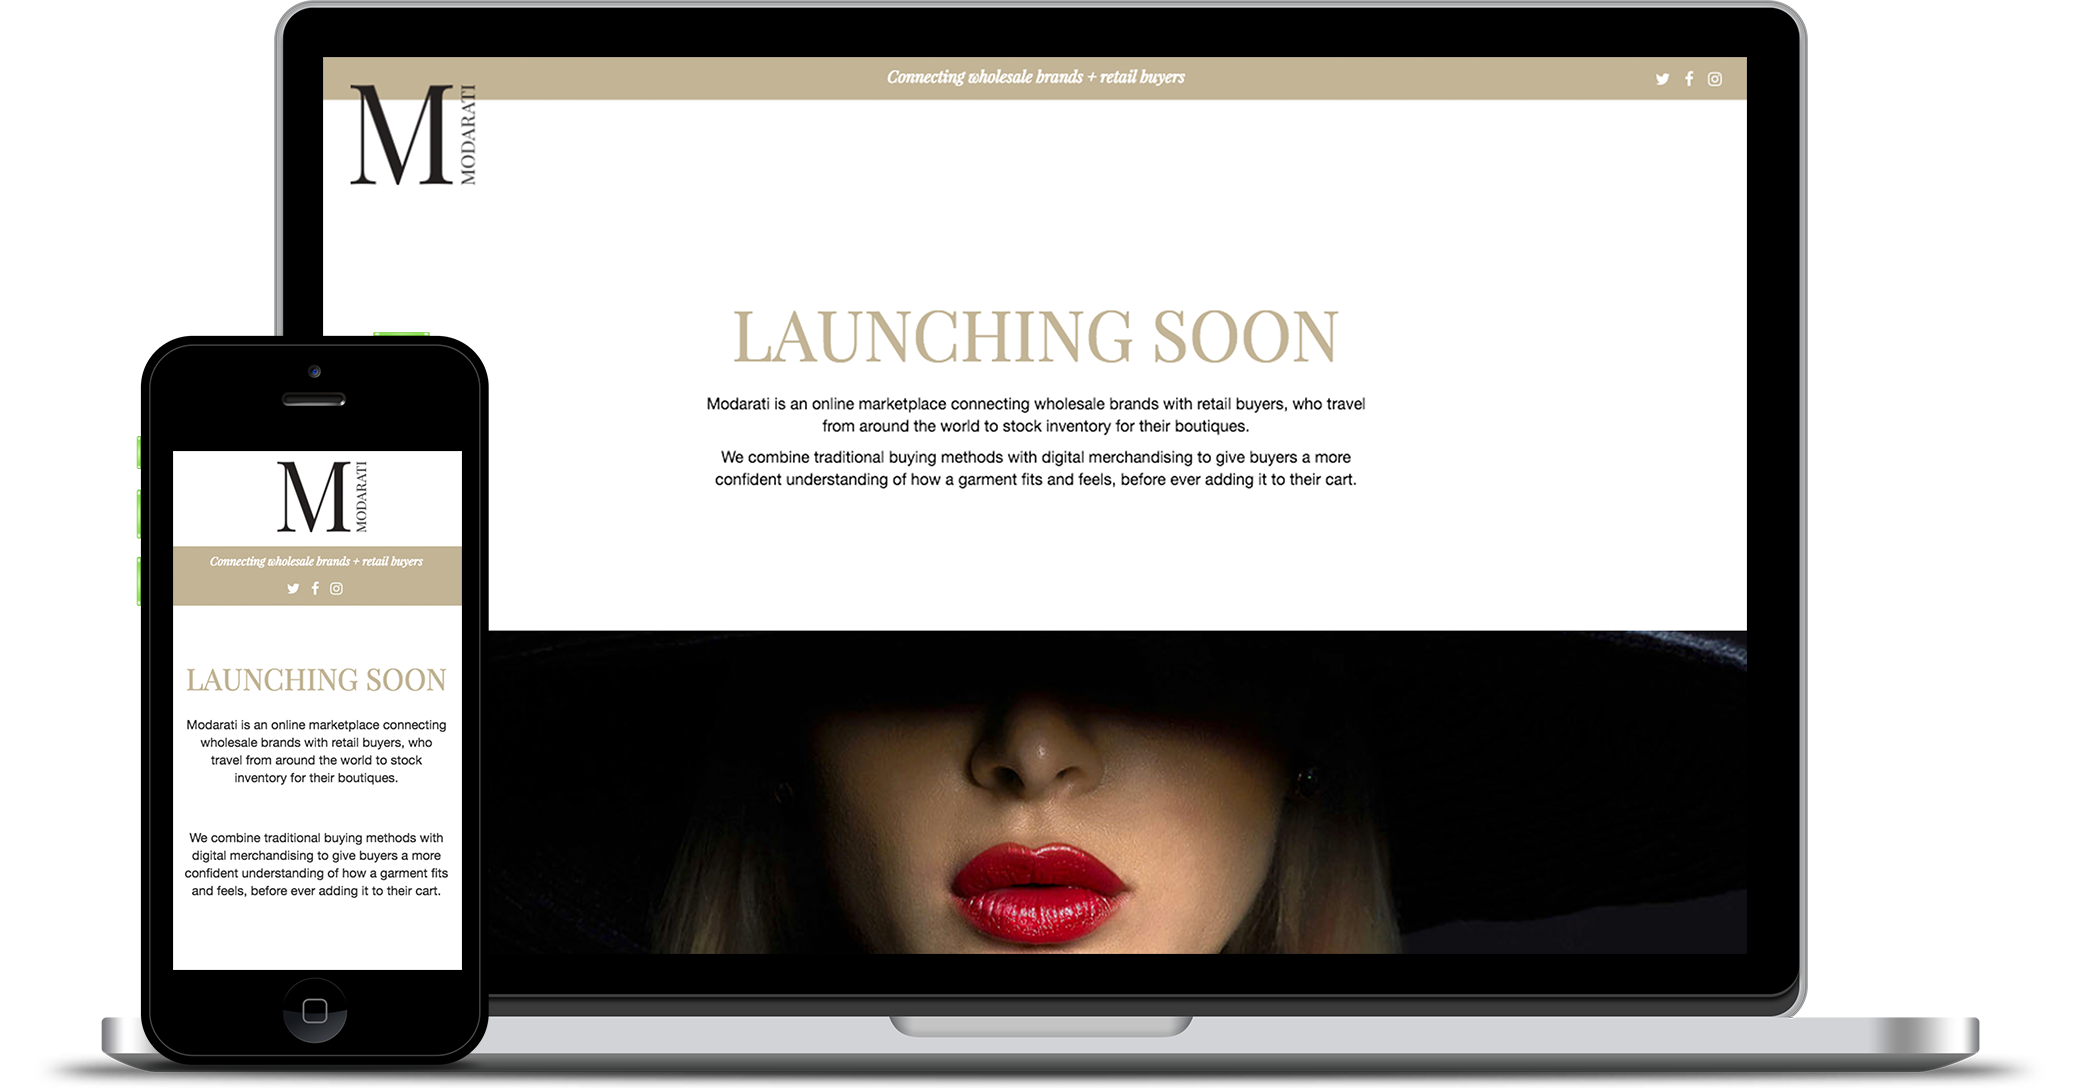 Connecting wholesale brands + retail buyers
M
MODARATI
LAUNCHING SOON
Modarati is an online marketplace connecting wholesale brands with retail buyers, who travel
from around the world to stock inventory for their boutiques.
We combine traditional buying methods with digital merchandising to give buyers a more
confident understanding of how a garment fits and feels, before ever adding it to their cart.
M
MODARATI
Connecting wholesale brands + retail buyers
LAUNCHING SOON
Modarati is an online marketplace connecting
wholesale brands with retail buyers, who
travel from around the world to stock
inventory for their boutiques.
We combine traditional buying methods with
digital merchandising to give buyers a more
confident understanding of how a garment fits
and feels, before ever adding it to their cart.